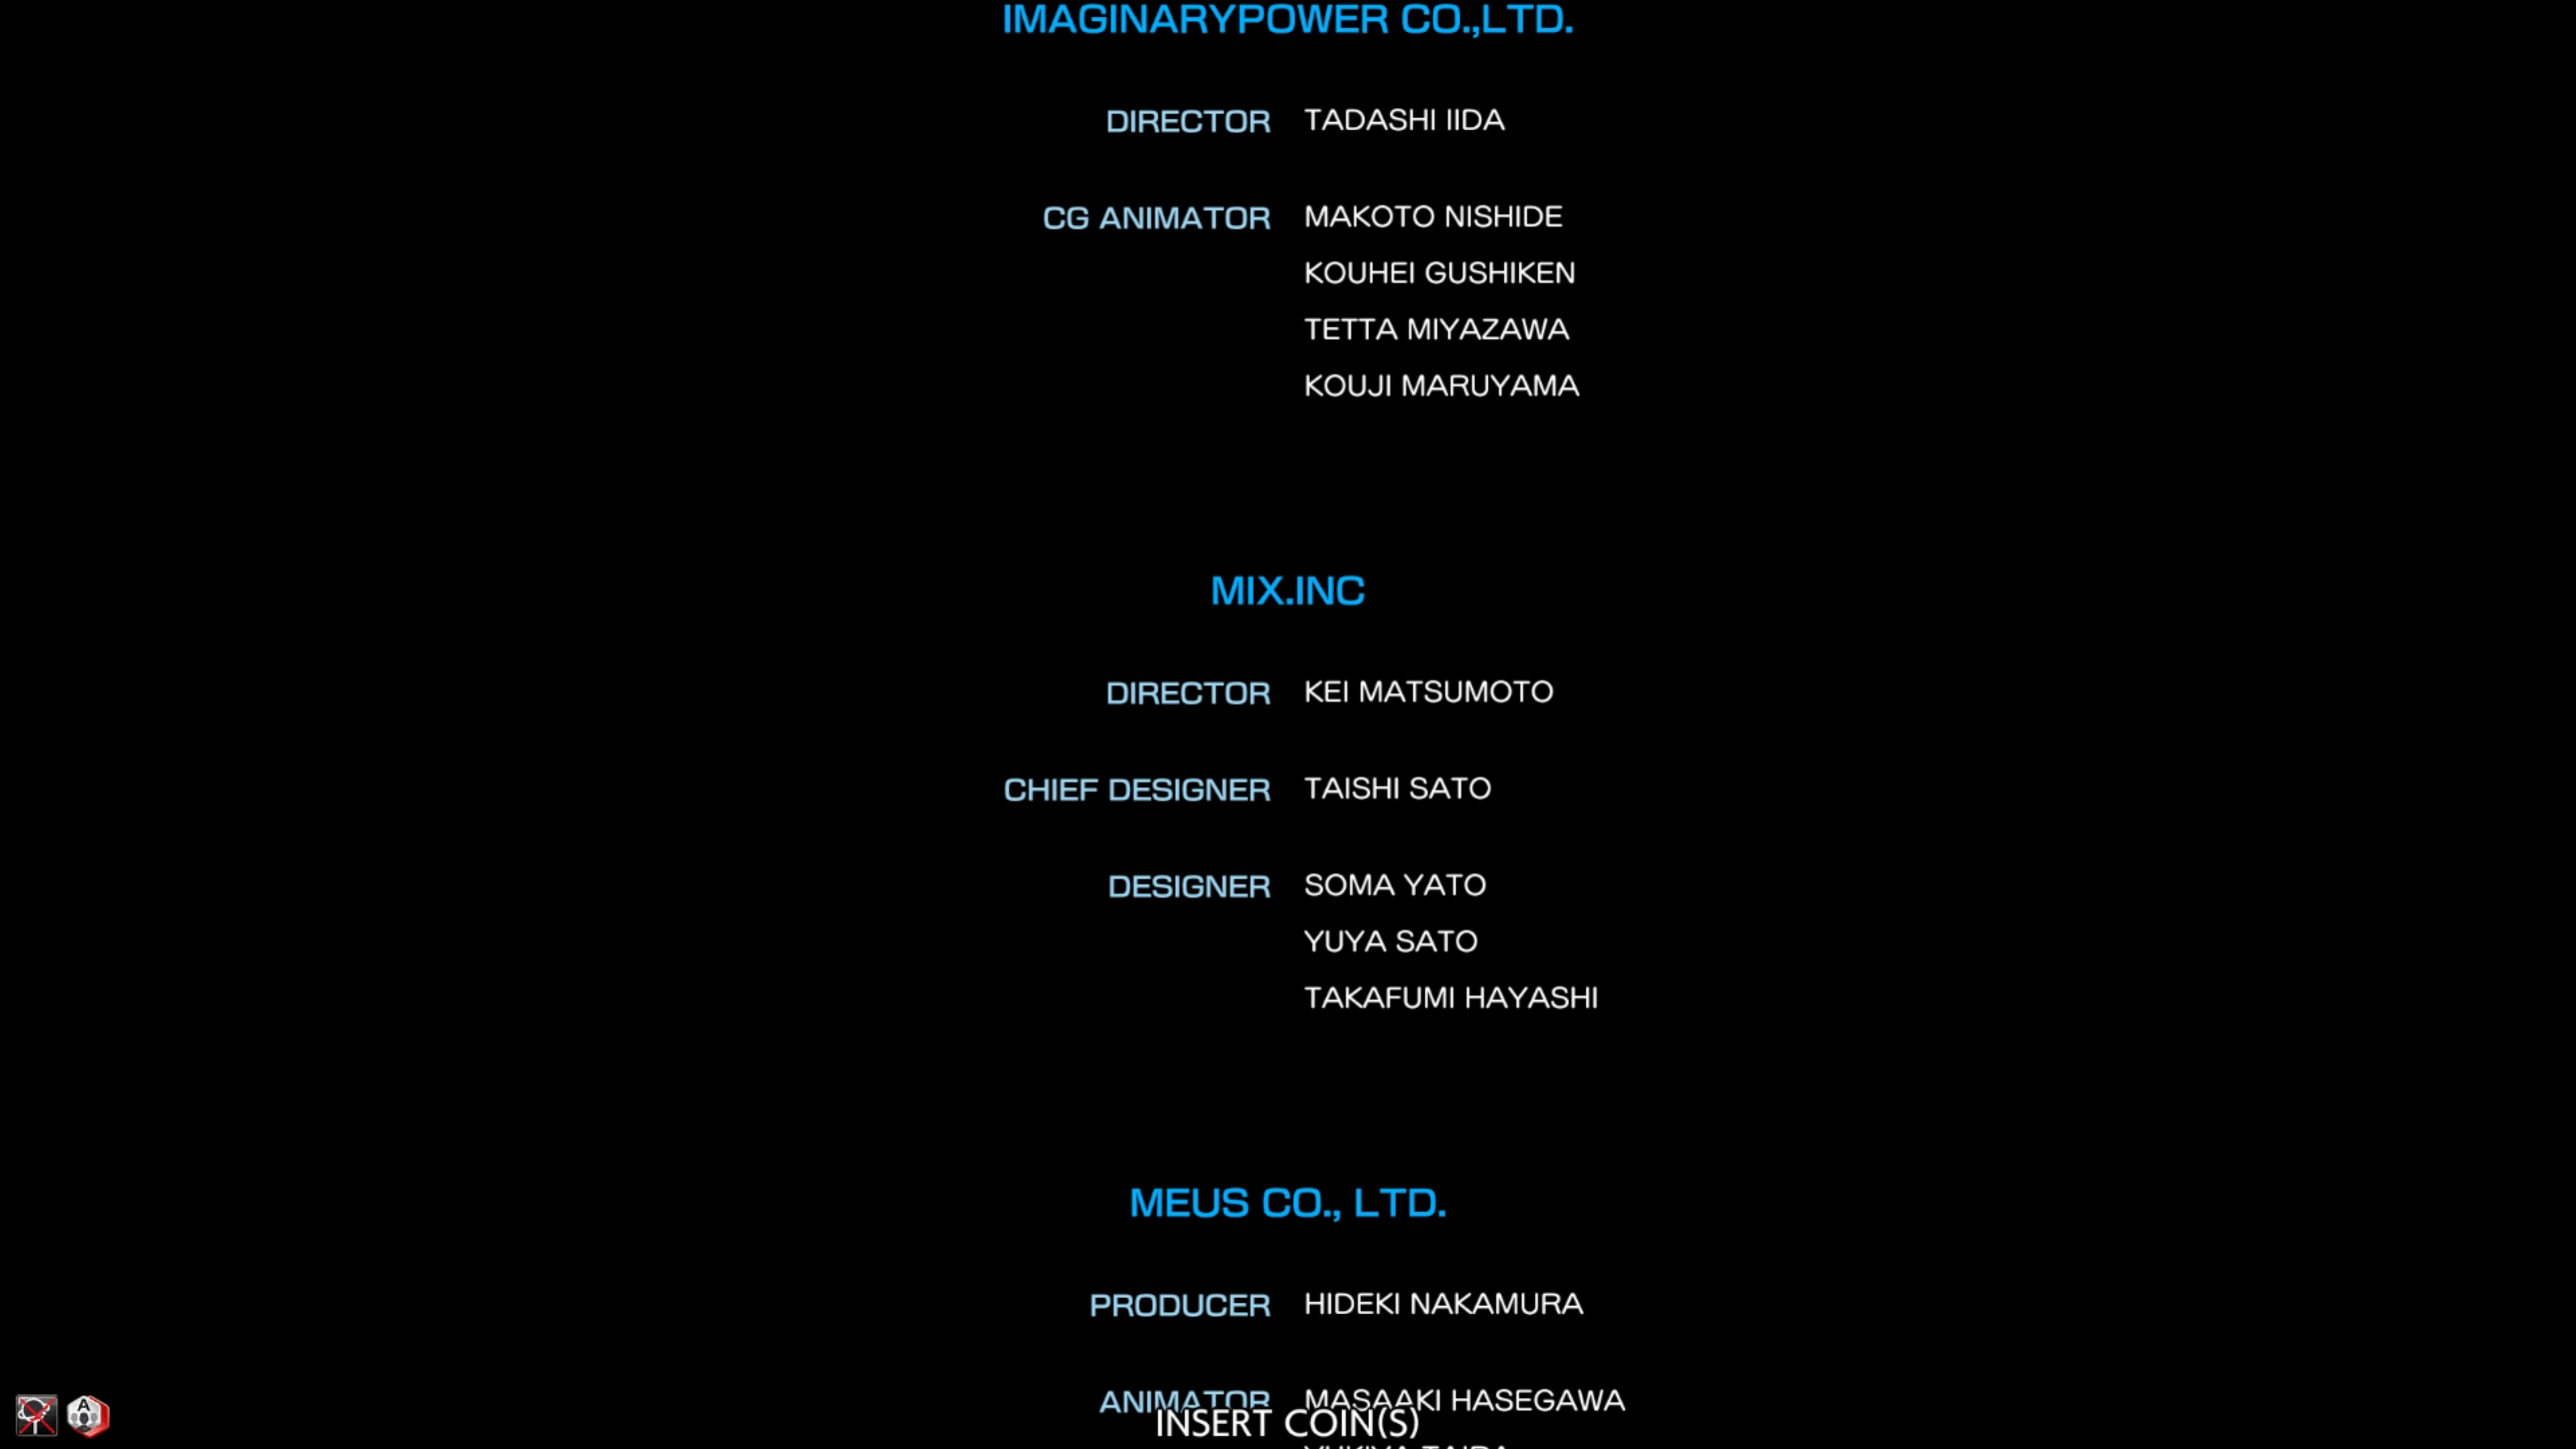 IMAGINARYPOWER CO.,LTD.
DIRECTOR TADASHI IIDA
CG ANIMATOR MAKOTO NISHIDE
KOUHEI GUSHIKEN
TETTA MIYAZAWA
KOUJI MARUYAMA
MIX.INC
DIRECTOR KEI MATSUMOTO
CHIEF DESIGNER TAISHI SATO
DESIGNER SOMA YATO
YUYA SATO
TAKAFUMI HAYASHI
MEUS CO., LTD.
PRODUCER HIDEKI NAKAMURA
ANIMATOR MASAAKI HASEGAWA
A
INSERT COIN(S)